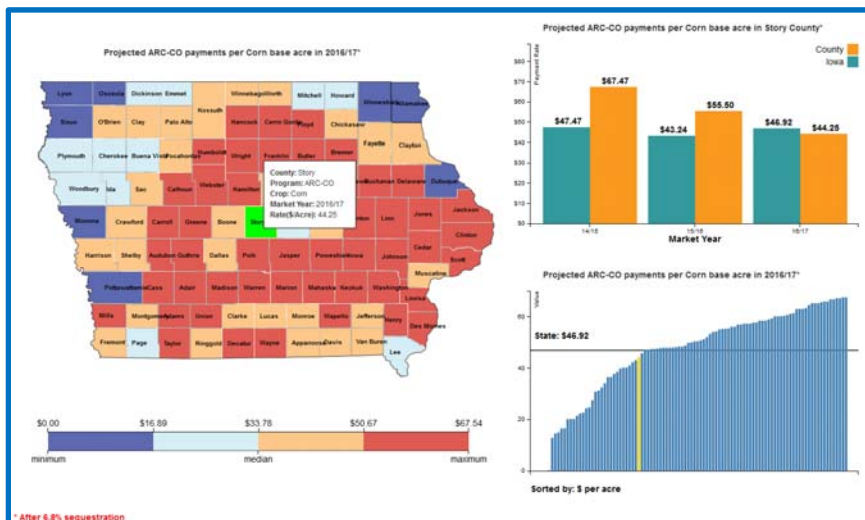 Projected ARC-CO payments per Corn base acre in 2016/17*
Lyon Osceola Dickinson Emmet Winnebago Worth Mitchell Howard Winneshiek Allamakee
Kossuth
Sioux O'Brien Clay Palo Alto Hancock Cerro Gordo Floyd Chickasaw
Fayette Clayton
Plymouth Cherokee Buena Vista Pocahontas Humboldt Wright Franklin Butler Bremer
Woodbury Ida Sac Calhoun Webster Hamilton Buchanan Delaware Dubuque
County: Story
Program: ARC-CO
Crop: Corn
Market Year: 2016/17
Rate($/Acre): 44.25
Monona Crawford Carroll Greene Boone Story Linn Jones Jackson
Clinton
Harrison Shelby Audubon Guthrie Dallas Polk Jasper Poweshiek Iowa Johnson Cedar Scott
Muscatine
Pottawattamie Cass Adair Madison Warren Marion Mahaska Keokuk Washington
Louisa
Mills Montgomery Adams Union Clarke Lucas Monroe Wapello Jefferson Henry
Des Moines
Fremont Page Taylor Ringgold Decatur Wayne Appanoose Davis Van Buren
Lee
$0.00 $16.89 $33.78 $50.67 $67.54
minimum median maximum
* After 6.8% sequestration
Projected ARC-CO payments per Corn base acre in Story County*
County
Iowa
Payment Rate
$80
$70
$60
$50
$40
$30
$20
$10
$0
$47.47 $67.47 $43.24 $55.50 $46.92 $44.25
14/15 15/16 16/17
Market Year
Projected ARC-CO payments per Corn base acre in 2016/17*
Value
60
State: $46.92
40
20
0
Sorted by: $ per acre